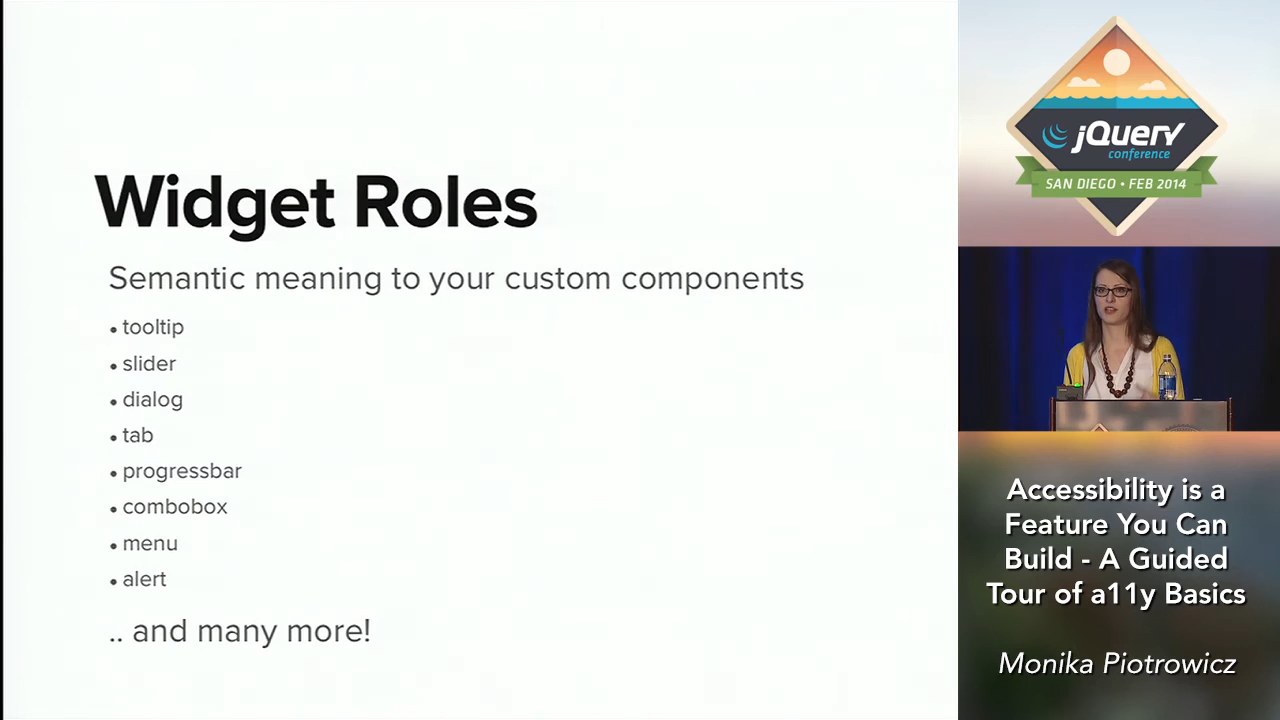 Widget Roles
Semantic meaning to your custom components
• tooltip
• slider
• dialog
• tab
• progressbar
• combobox
• menu
• alert
.. and many more!
jQuery
conference
SAN DIEGO • FEB 2014
Accessibility is a
Feature You Can
Build - A Guided
Tour of a11y Basics
Monika Piotrowicz